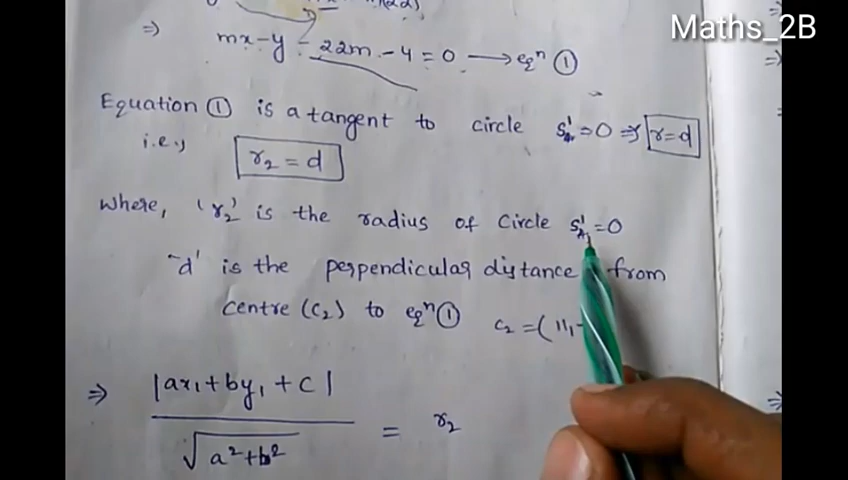 Maths_2B
⇒ mx-y-22m-4=0 → eqⁿ ①
Equation ① is a tangent to circle S'=0 ⇒ r=d
i.e., r₂ = d
Where, 'r₂' is the radius of circle S'=0
'd' is the perpendicular distance from
centre (C₂) to eqⁿ ① C₂ = (11,-
⇒ |ax₁+by₁+c| / √a²+b² = r₂